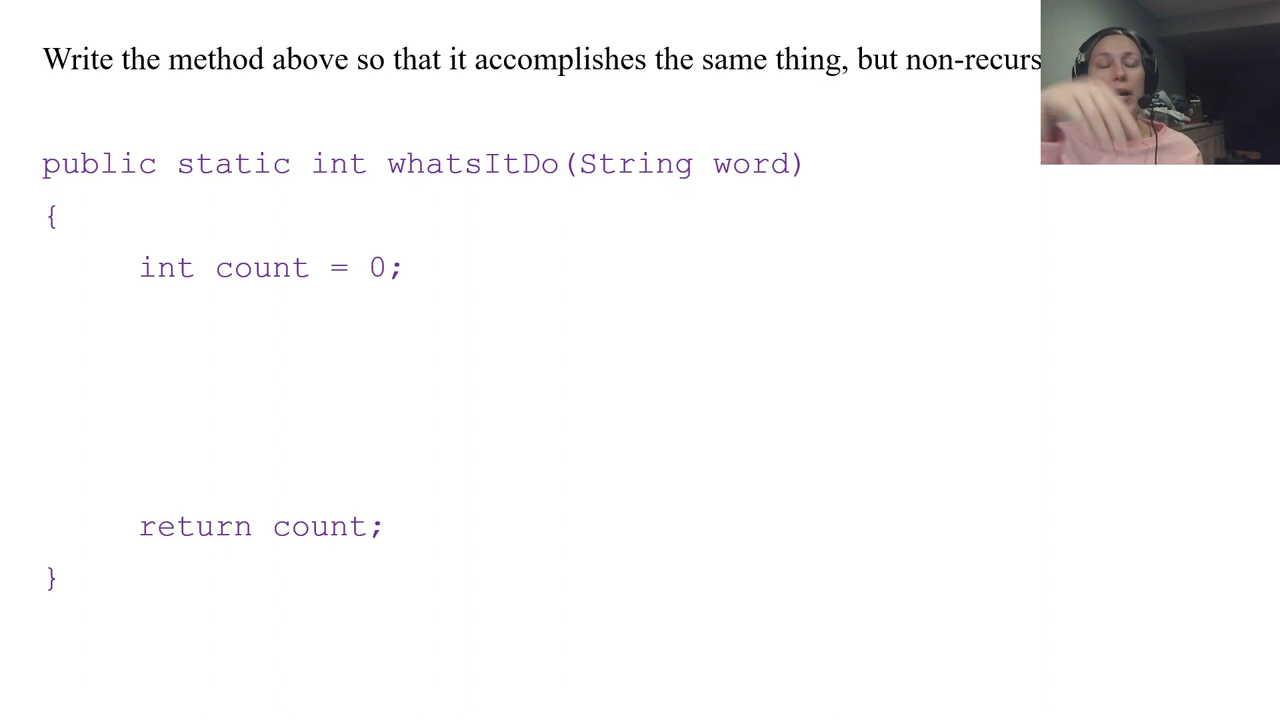 Write the method above so that it accomplishes the same thing, but non-recurs
public static int whatsItDo(String word)
{
int count = 0;
return count;
}